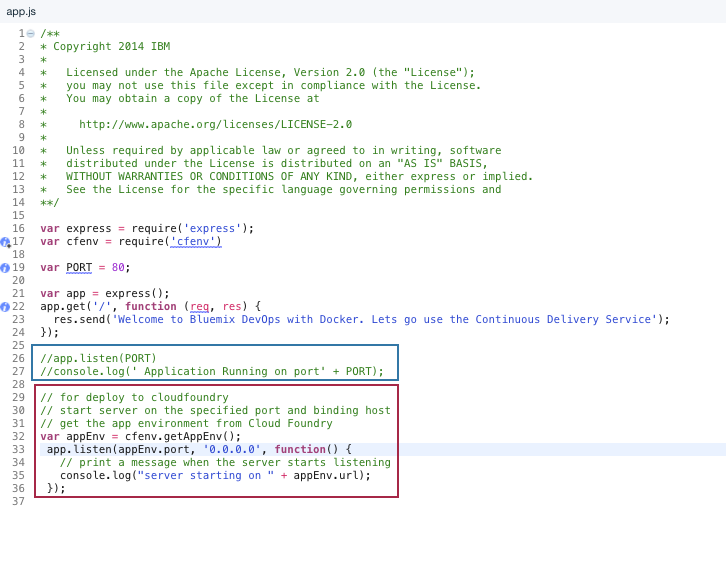 app.js
1 /**
2 * Copyright 2014 IBM
3 *
4 *   Licensed under the Apache License, Version 2.0 (the "License");
5 *   you may not use this file except in compliance with the License.
6 *   You may obtain a copy of the License at
7 *
8 *     http://www.apache.org/licenses/LICENSE-2.0
9 *
10 *   Unless required by applicable law or agreed to in writing, software
11 *   distributed under the License is distributed on an "AS IS" BASIS,
12 *   WITHOUT WARRANTIES OR CONDITIONS OF ANY KIND, either express or implied.
13 *   See the License for the specific language governing permissions and
14 **/
15
16 var express = require('express');
17 var cfenv = require('cfenv')
18
19 var PORT = 80;
20
21 var app = express();
22 app.get('/', function (req, res) {
23   res.send('Welcome to Bluemix DevOps with Docker. Lets go use the Continuous Delivery Service');
24 });
25
26 //app.listen(PORT)
27 //console.log(' Application Running on port' + PORT);
28
29 // for deploy to cloudfoundry
30 // start server on the specified port and binding host
31 // get the app environment from Cloud Foundry
32 var appEnv = cfenv.getAppEnv();
33  app.listen(appEnv.port, '0.0.0.0', function() {
34    // print a message when the server starts listening
35    console.log("server starting on " + appEnv.url);
36  });
37